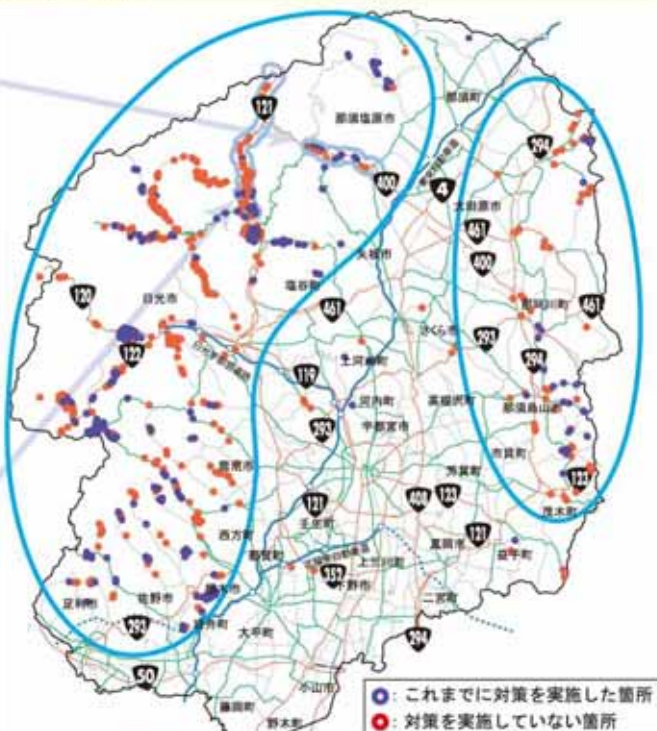 121
那須町
那須塩原市
294
400
4
大田原市
461
400
矢板市
塩谷町
那珂川町
461
120
日光市
461
さくら市
293
122
294
119
上河内町
河内町
高根沢町
那須烏山市
293
宇都宮市
市貝町
鹿沼市
芳賀町
123
408
123
茂木町
121
壬生町
121
西方町
真岡市
益子町
都賀町
上三川町
352
下野市
栃木市
足利市
佐野市
二宮町
293
岩舟町
大平町
294
50
小山市
藤岡町
野木町
: これまでに対策を実施した箇所
: 対策を実施していない箇所